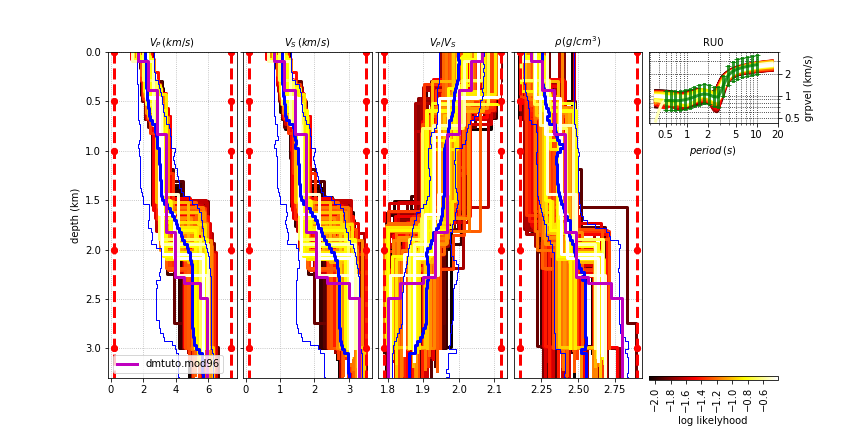 V_P (km/s)
V_S (km/s)
V_P/V_S
ρ(g/cm³)
RU0
0.0
0.5
1.0
1.5
2.0
2.5
3.0
depth (km)
0 2 4 6
0 1 2 3
1.8 1.9 2.0 2.1
2.25 2.50 2.75
dmtuto.mod96
2
1
0.5
grpvel (km/s)
0.5 1 2 5 10 20
period (s)
−2.0 −1.8 −1.6 −1.4 −1.2 −1.0 −0.8 −0.6
log likelyhood